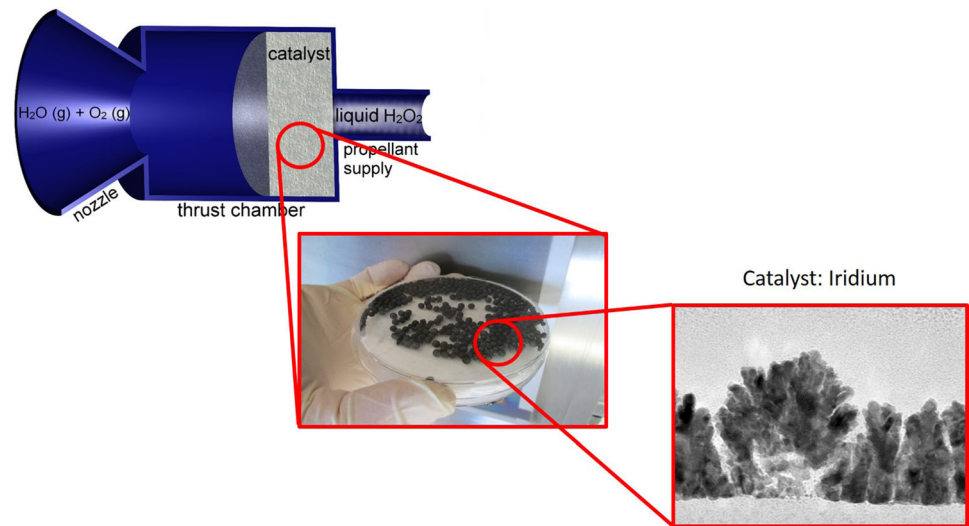 catalyst
H₂O (g) + O₂ (g)
liquid H₂O₂
propellant
supply
nozzle
thrust chamber
Catalyst: Iridium